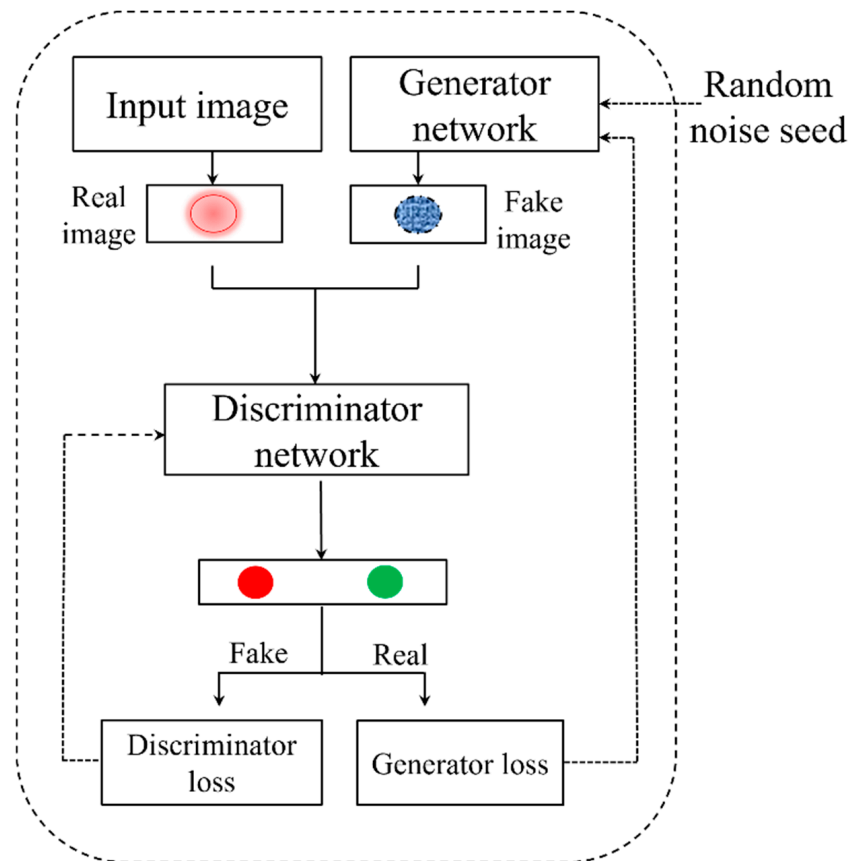 Input image
Generator
network
Random
noise seed
Real
image
Fake
image
Discriminator
network
Fake
Real
Discriminator
loss
Generator loss